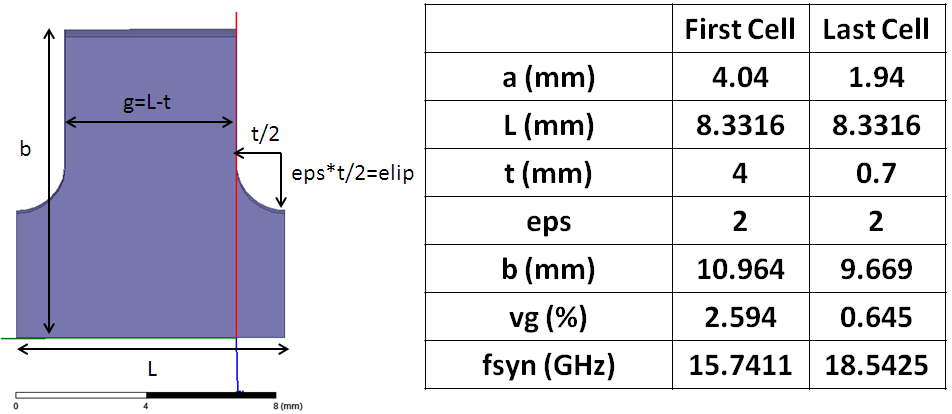 g=L-t
t/2
b
eps*t/2=elip
L
0 4 8 (mm)
First Cell Last Cell
a (mm) 4.04 1.94
L (mm) 8.3316 8.3316
t (mm) 4 0.7
eps 2 2
b (mm) 10.964 9.669
vg (%) 2.594 0.645
fsyn (GHz) 15.7411 18.5425